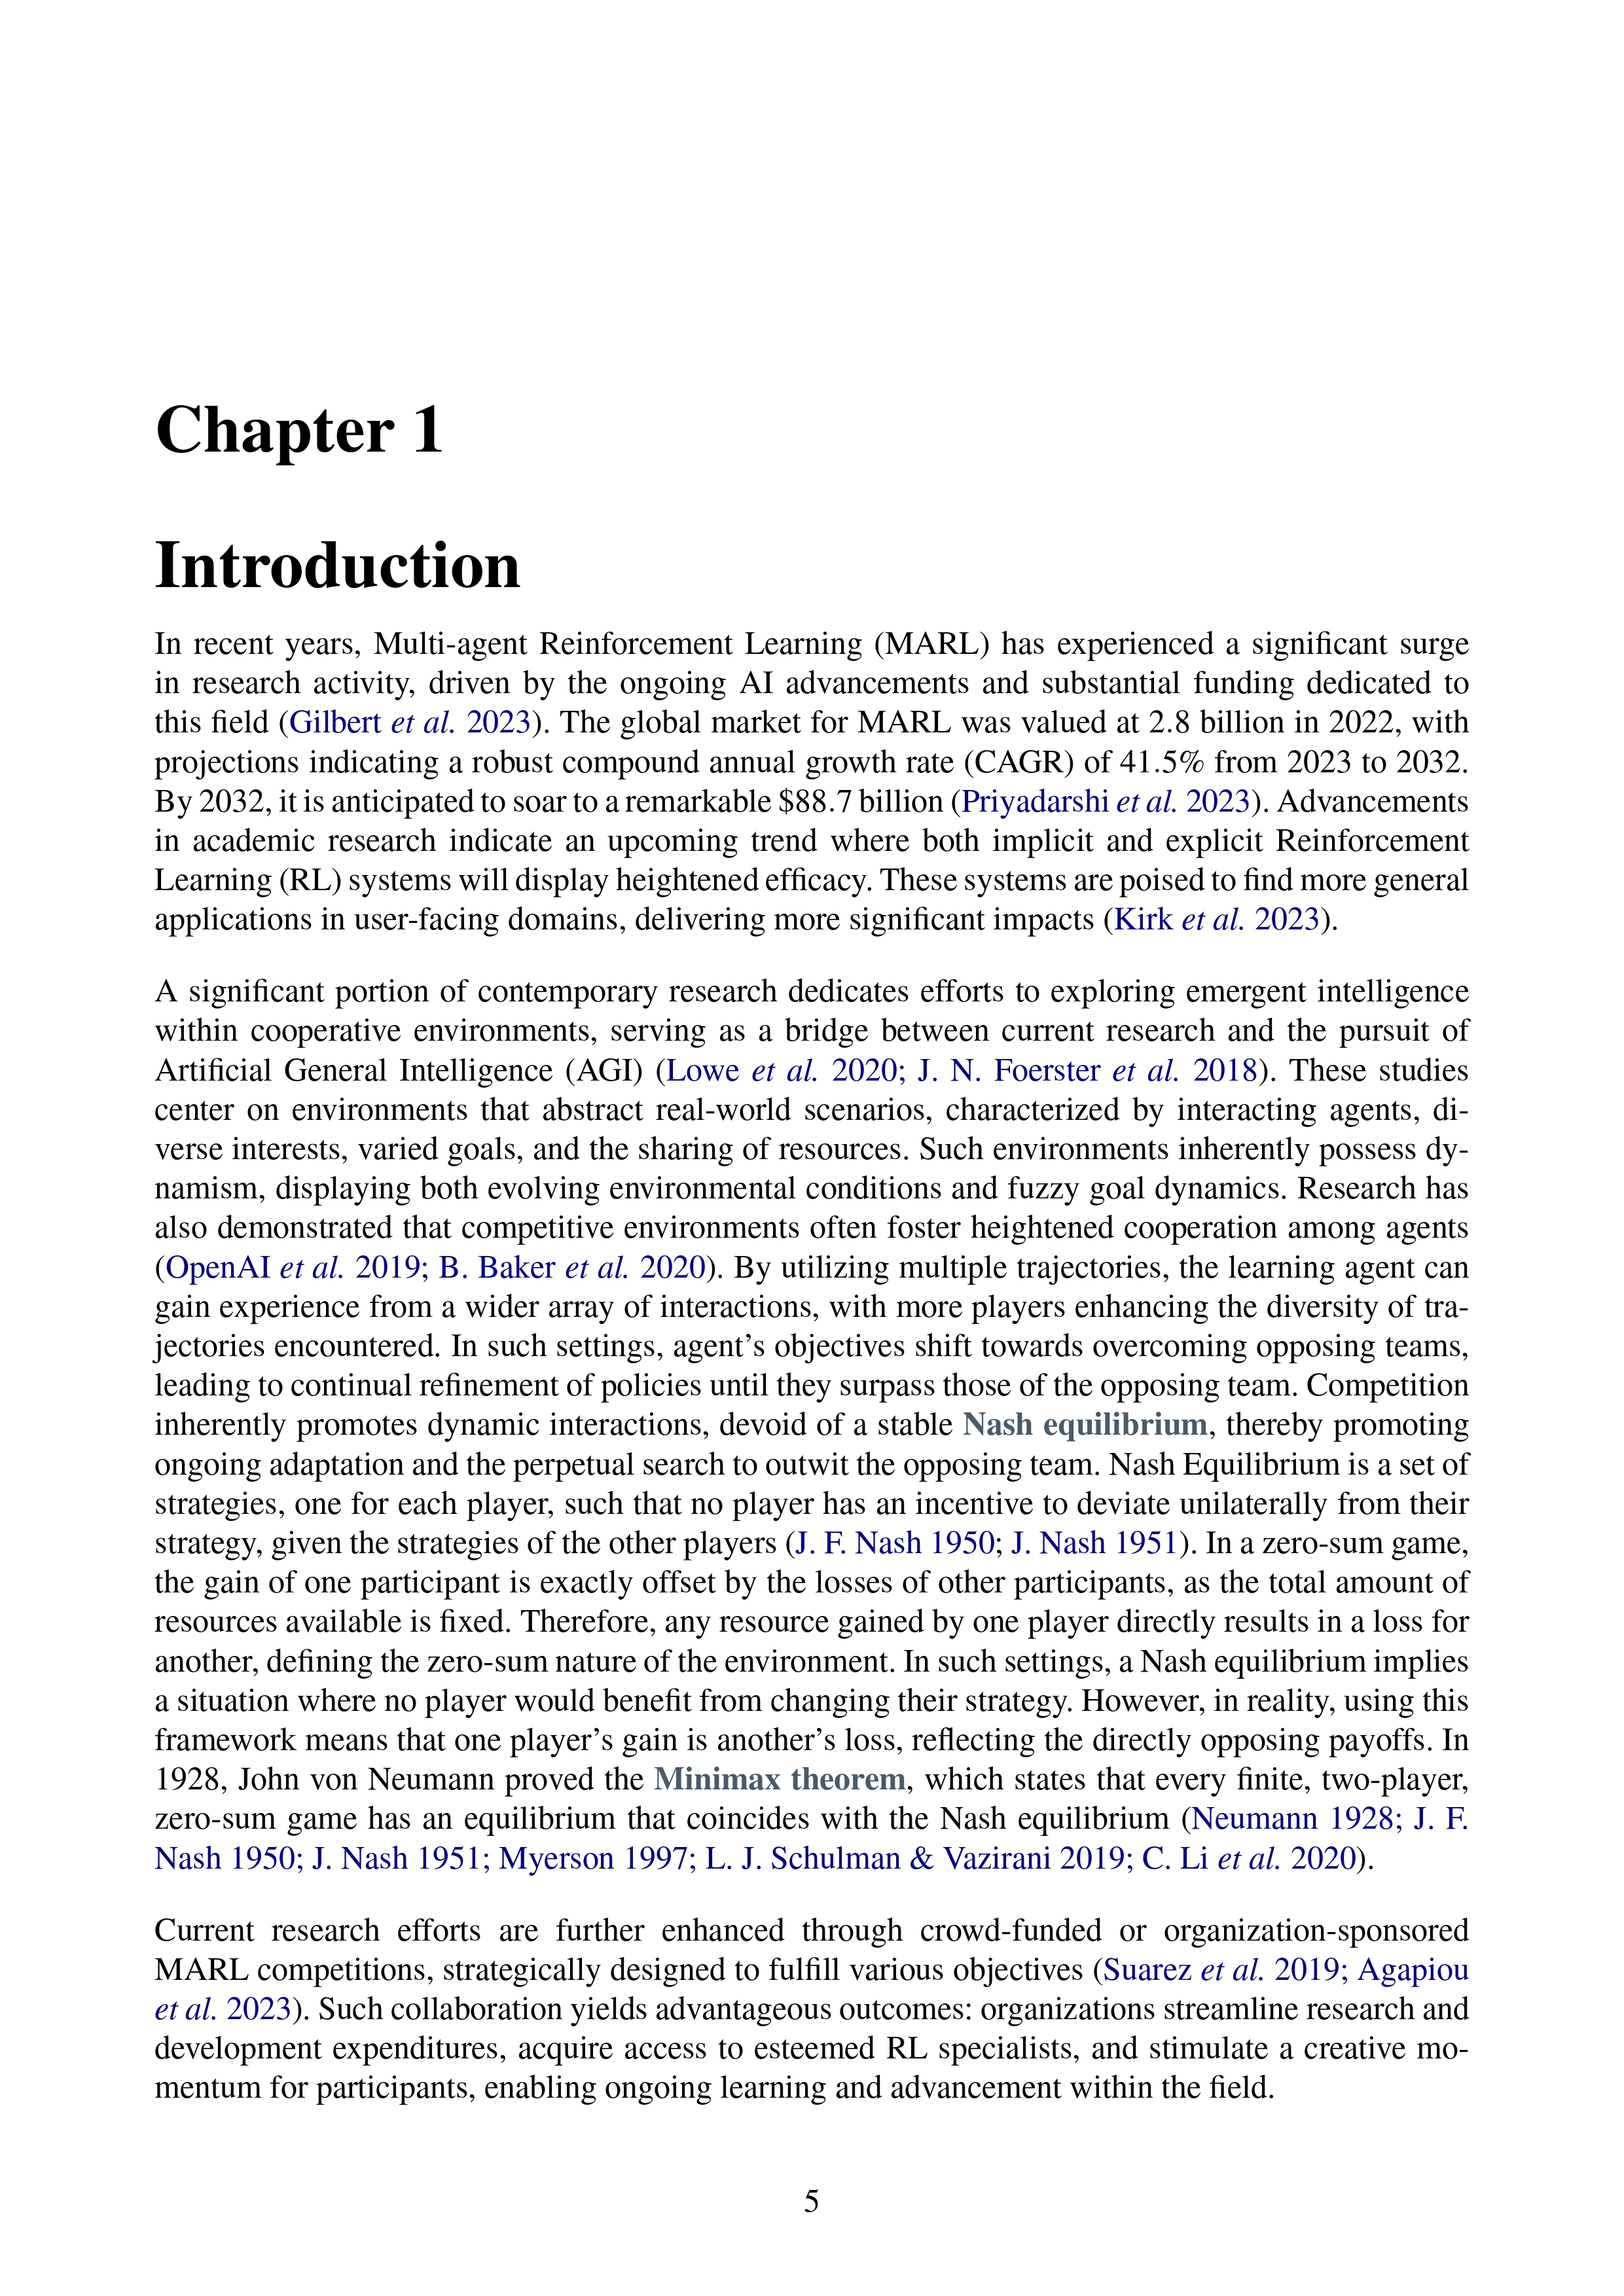 Chapter 1
Introduction
In recent years, Multi-agent Reinforcement Learning (MARL) has experienced a significant surge
in research activity, driven by the ongoing AI advancements and substantial funding dedicated to
this field (Gilbert et al. 2023). The global market for MARL was valued at 2.8 billion in 2022, with
projections indicating a robust compound annual growth rate (CAGR) of 41.5% from 2023 to 2032.
By 2032, it is anticipated to soar to a remarkable $88.7 billion (Priyadarshi et al. 2023). Advancements
in academic research indicate an upcoming trend where both implicit and explicit Reinforcement
Learning (RL) systems will display heightened efficacy. These systems are poised to find more general
applications in user-facing domains, delivering more significant impacts (Kirk et al. 2023).
A significant portion of contemporary research dedicates efforts to exploring emergent intelligence
within cooperative environments, serving as a bridge between current research and the pursuit of
Artificial General Intelligence (AGI) (Lowe et al. 2020; J. N. Foerster et al. 2018). These studies
center on environments that abstract real-world scenarios, characterized by interacting agents, di-
verse interests, varied goals, and the sharing of resources. Such environments inherently possess dy-
namism, displaying both evolving environmental conditions and fuzzy goal dynamics. Research has
also demonstrated that competitive environments often foster heightened cooperation among agents
(OpenAI et al. 2019; B. Baker et al. 2020). By utilizing multiple trajectories, the learning agent can
gain experience from a wider array of interactions, with more players enhancing the diversity of tra-
jectories encountered. In such settings, agent's objectives shift towards overcoming opposing teams,
leading to continual refinement of policies until they surpass those of the opposing team. Competition
inherently promotes dynamic interactions, devoid of a stable Nash equilibrium, thereby promoting
ongoing adaptation and the perpetual search to outwit the opposing team. Nash Equilibrium is a set of
strategies, one for each player, such that no player has an incentive to deviate unilaterally from their
strategy, given the strategies of the other players (J. F. Nash 1950; J. Nash 1951). In a zero-sum game,
the gain of one participant is exactly offset by the losses of other participants, as the total amount of
resources available is fixed. Therefore, any resource gained by one player directly results in a loss for
another, defining the zero-sum nature of the environment. In such settings, a Nash equilibrium implies
a situation where no player would benefit from changing their strategy. However, in reality, using this
framework means that one player's gain is another's loss, reflecting the directly opposing payoffs. In
1928, John von Neumann proved the Minimax theorem, which states that every finite, two-player,
zero-sum game has an equilibrium that coincides with the Nash equilibrium (Neumann 1928; J. F.
Nash 1950; J. Nash 1951; Myerson 1997; L. J. Schulman & Vazirani 2019; C. Li et al. 2020).
Current research efforts are further enhanced through crowd-funded or organization-sponsored
MARL competitions, strategically designed to fulfill various objectives (Suarez et al. 2019; Agapiou
et al. 2023). Such collaboration yields advantageous outcomes: organizations streamline research and
development expenditures, acquire access to esteemed RL specialists, and stimulate a creative mo-
mentum for participants, enabling ongoing learning and advancement within the field.
5